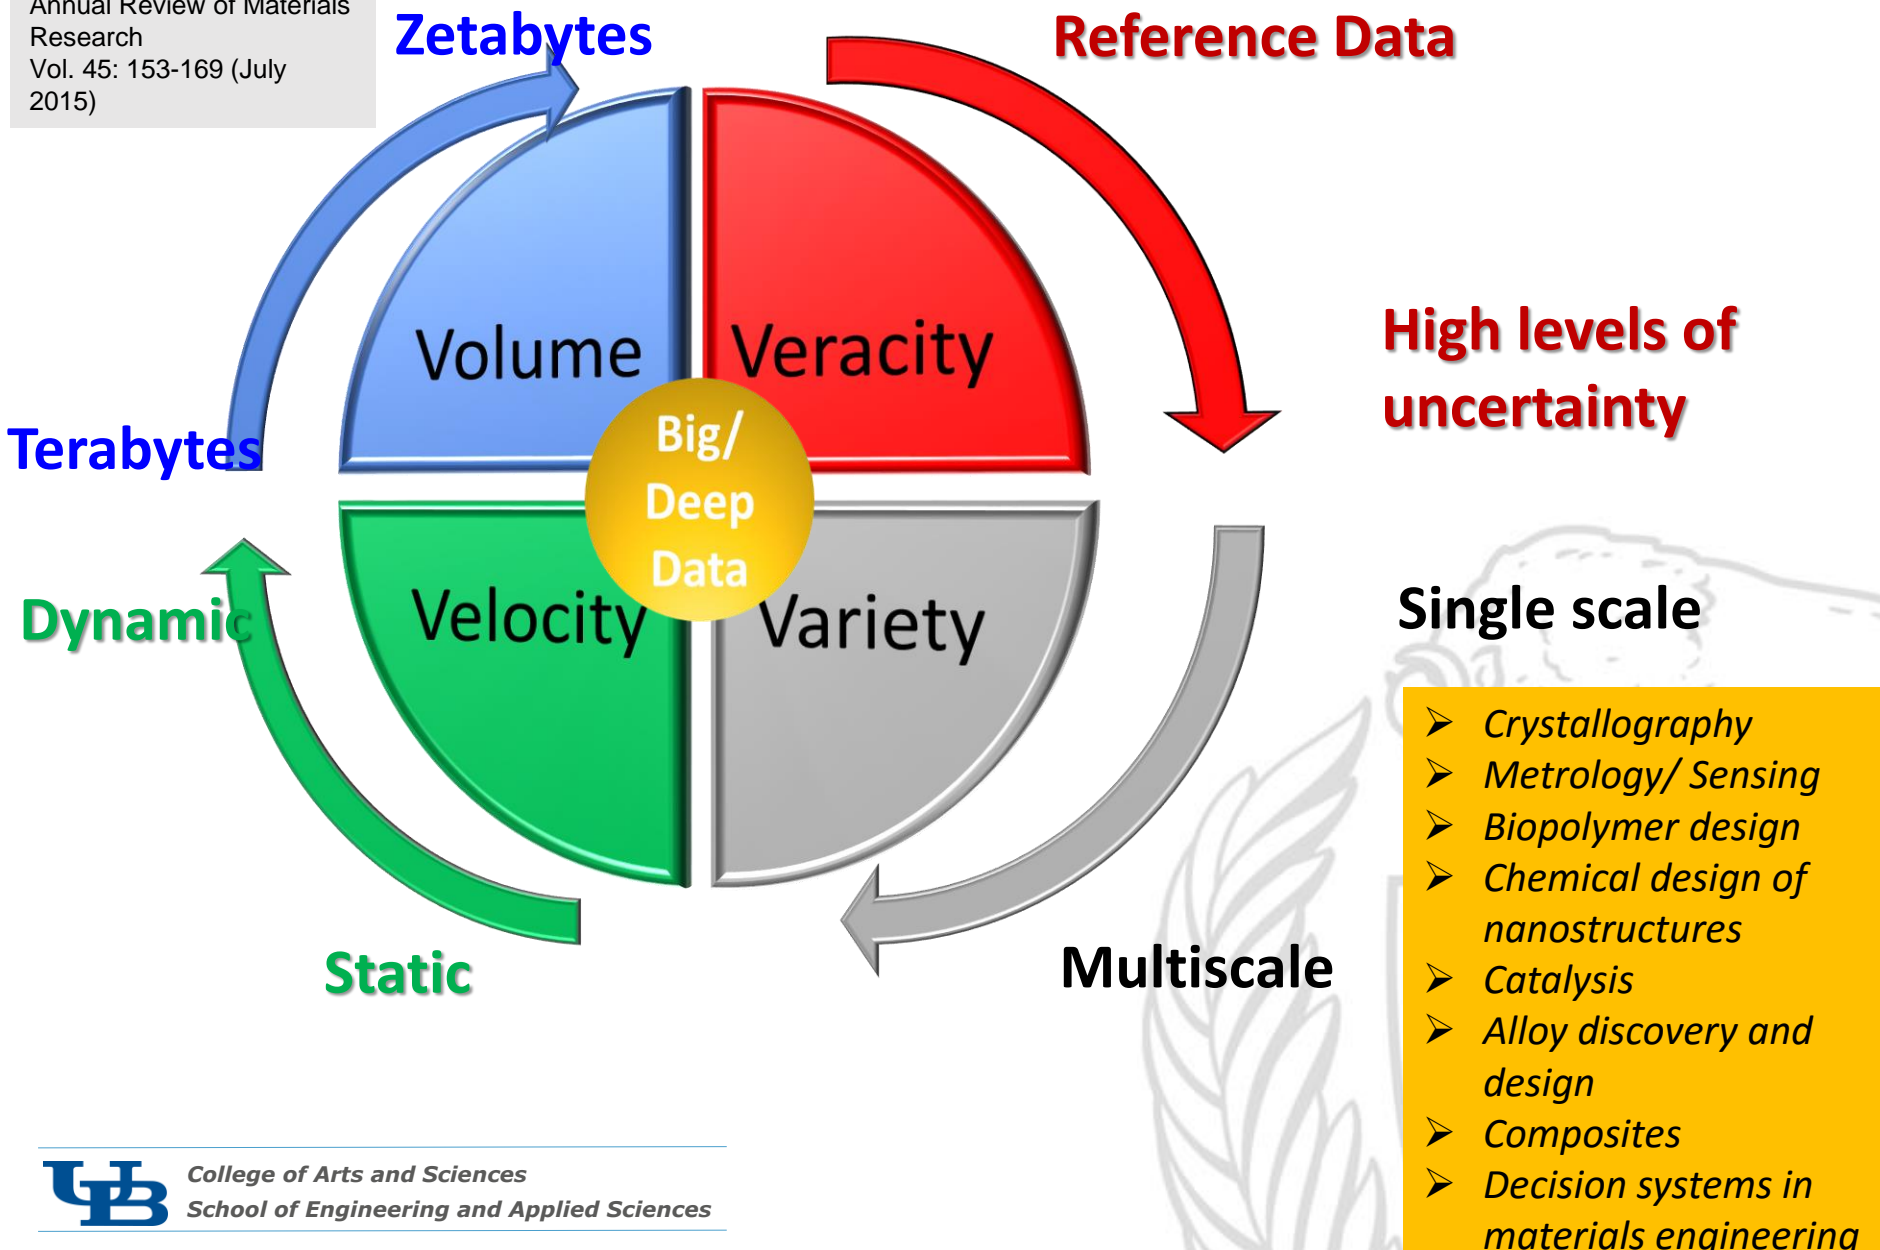 Annual Review of Materials
Research
Vol. 45: 153-169 (July
2015)
Zetabytes
Reference Data
Volume
Veracity
High levels of
uncertainty
Terabytes
Big/
Deep
Data
Dynamic
Velocity
Variety
Single scale
Static
Multiscale
➢ Crystallography
➢ Metrology/ Sensing
➢ Biopolymer design
➢ Chemical design of
nanostructures
➢ Catalysis
➢ Alloy discovery and
design
➢ Composites
➢ Decision systems in
materials engineering
UB
College of Arts and Sciences
School of Engineering and Applied Sciences